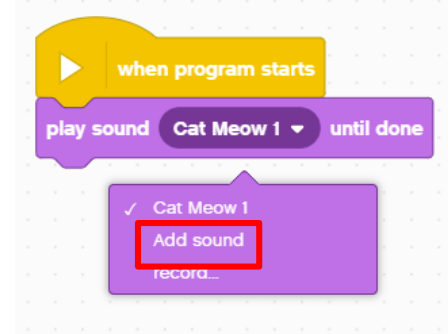 when program starts
play sound Cat Meow 1 until done
✓ Cat Meow 1
Add sound
record...